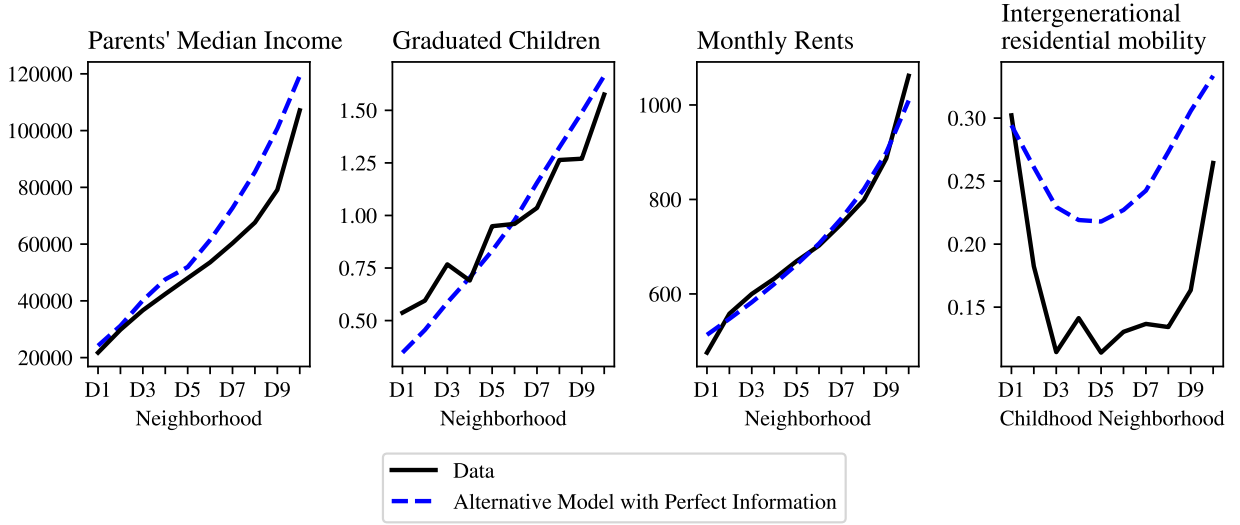 Parents' Median Income
120000
100000
80000
60000
40000
20000
D1 D3 D5 D7 D9
Neighborhood
Graduated Children
1.50
1.25
1.00
0.75
0.50
D1 D3 D5 D7 D9
Neighborhood
Monthly Rents
1000
800
600
D1 D3 D5 D7 D9
Neighborhood
Intergenerational
residential mobility
0.30
0.25
0.20
0.15
D1 D3 D5 D7 D9
Childhood Neighborhood
Data
Alternative Model with Perfect Information